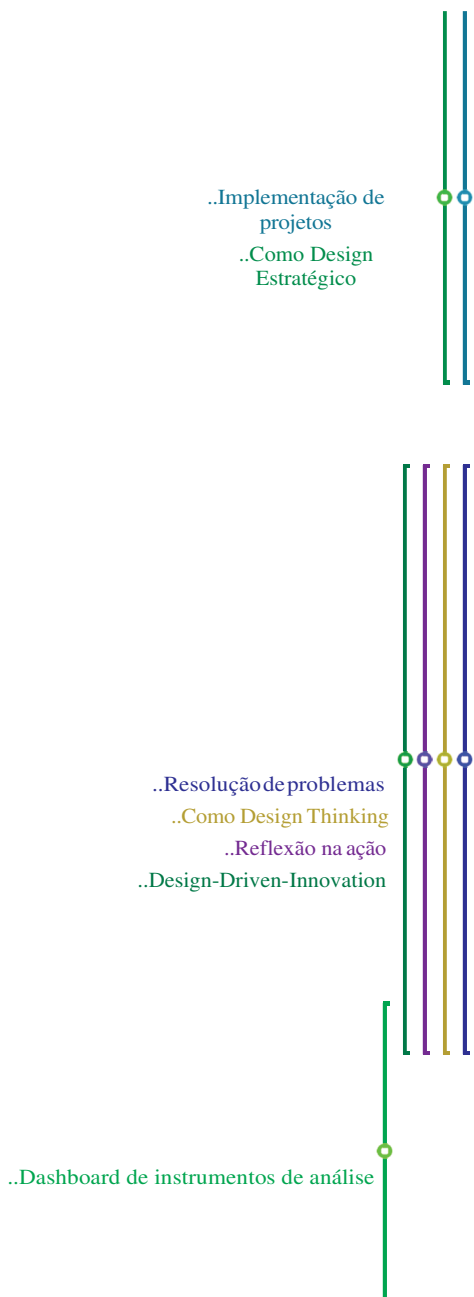 ..Implementação de
projetos
..Como Design
Estratégico
..Resolução de problemas
..Como Design Thinking
..Reflexão na ação
..Design-Driven-Innovation
..Dashboard de instrumentos de análise